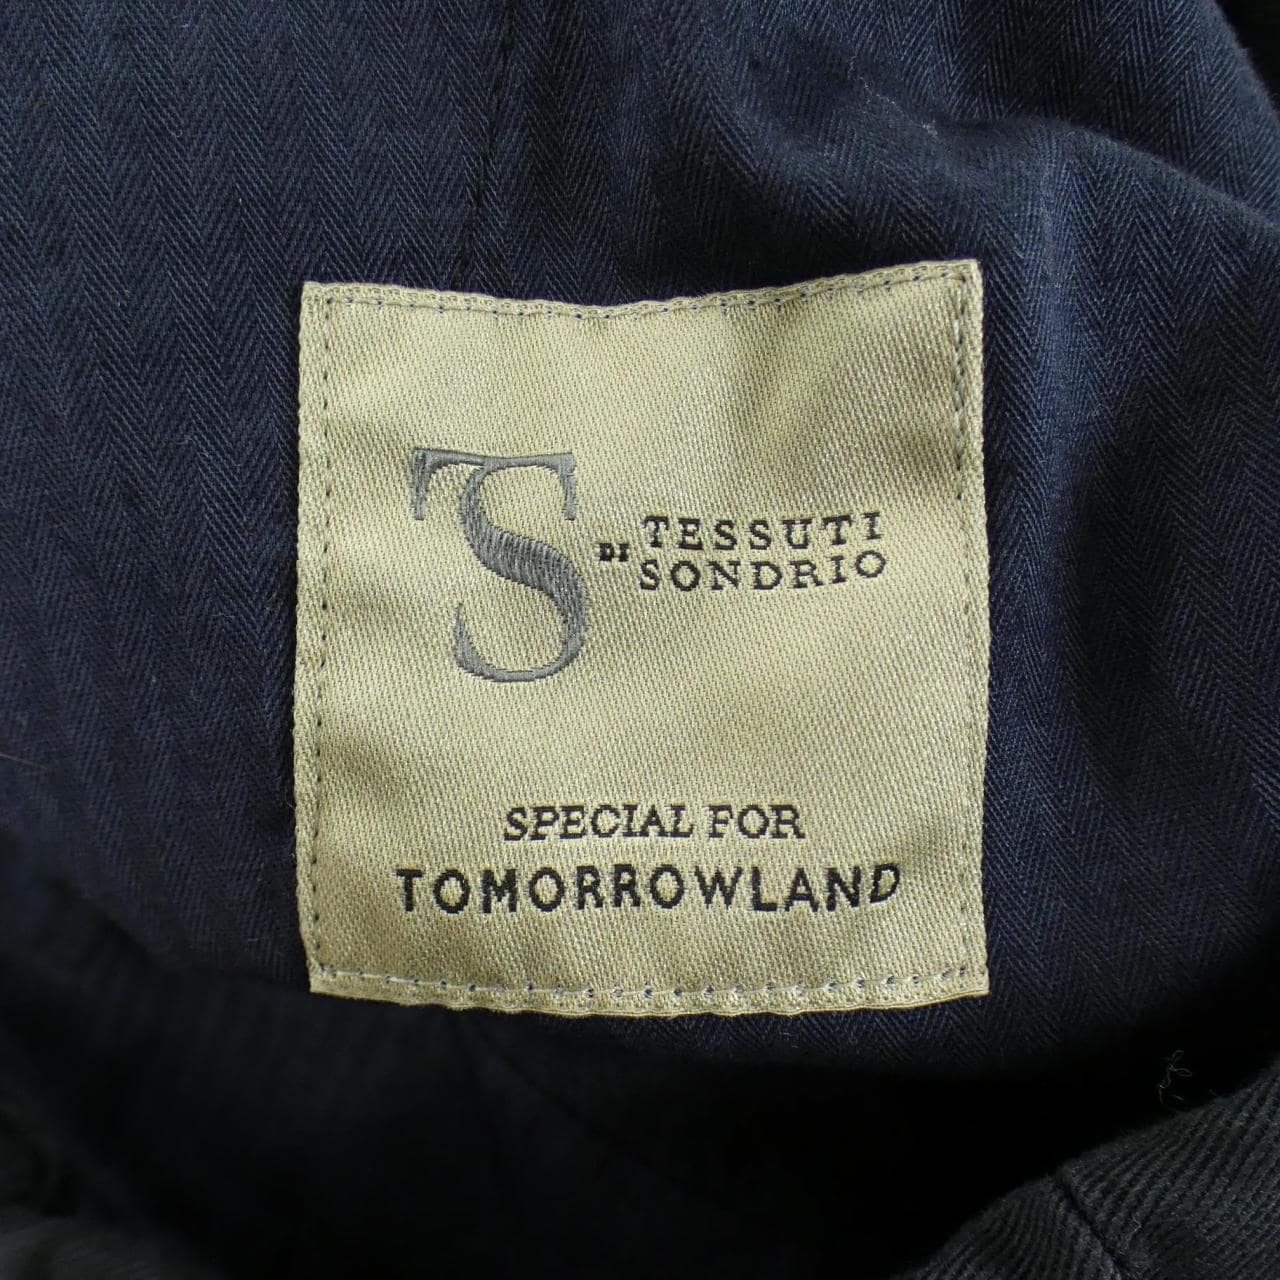 TS
DI TESSUTI
SONDRIO
SPECIAL FOR
TOMORROWLAND